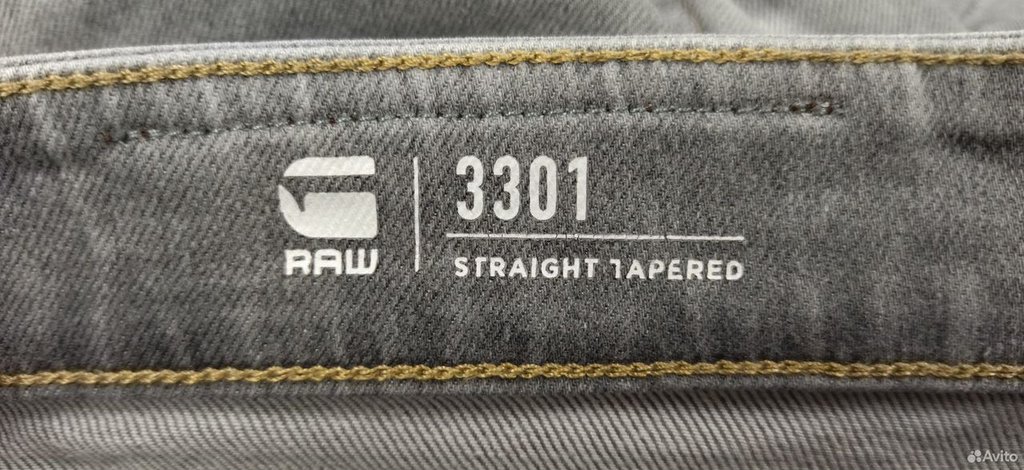 3301
RAW
STRAIGHT TAPERED
Avito